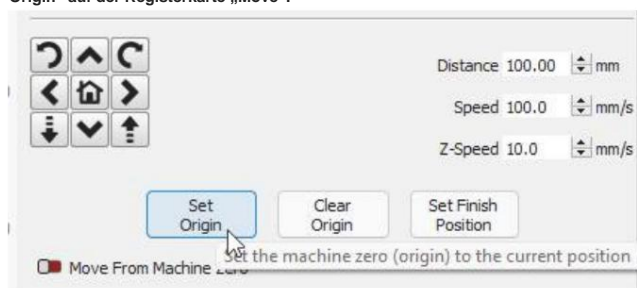 Origin“ auf der Registerkarte „Move“.
Distance 100.00 mm
Speed 100.0 mm/s
Z-Speed 10.0 mm/s
Set Origin
Clear Origin
Set Finish Position
Set the machine zero (origin) to the current position
Move From Machine Zero